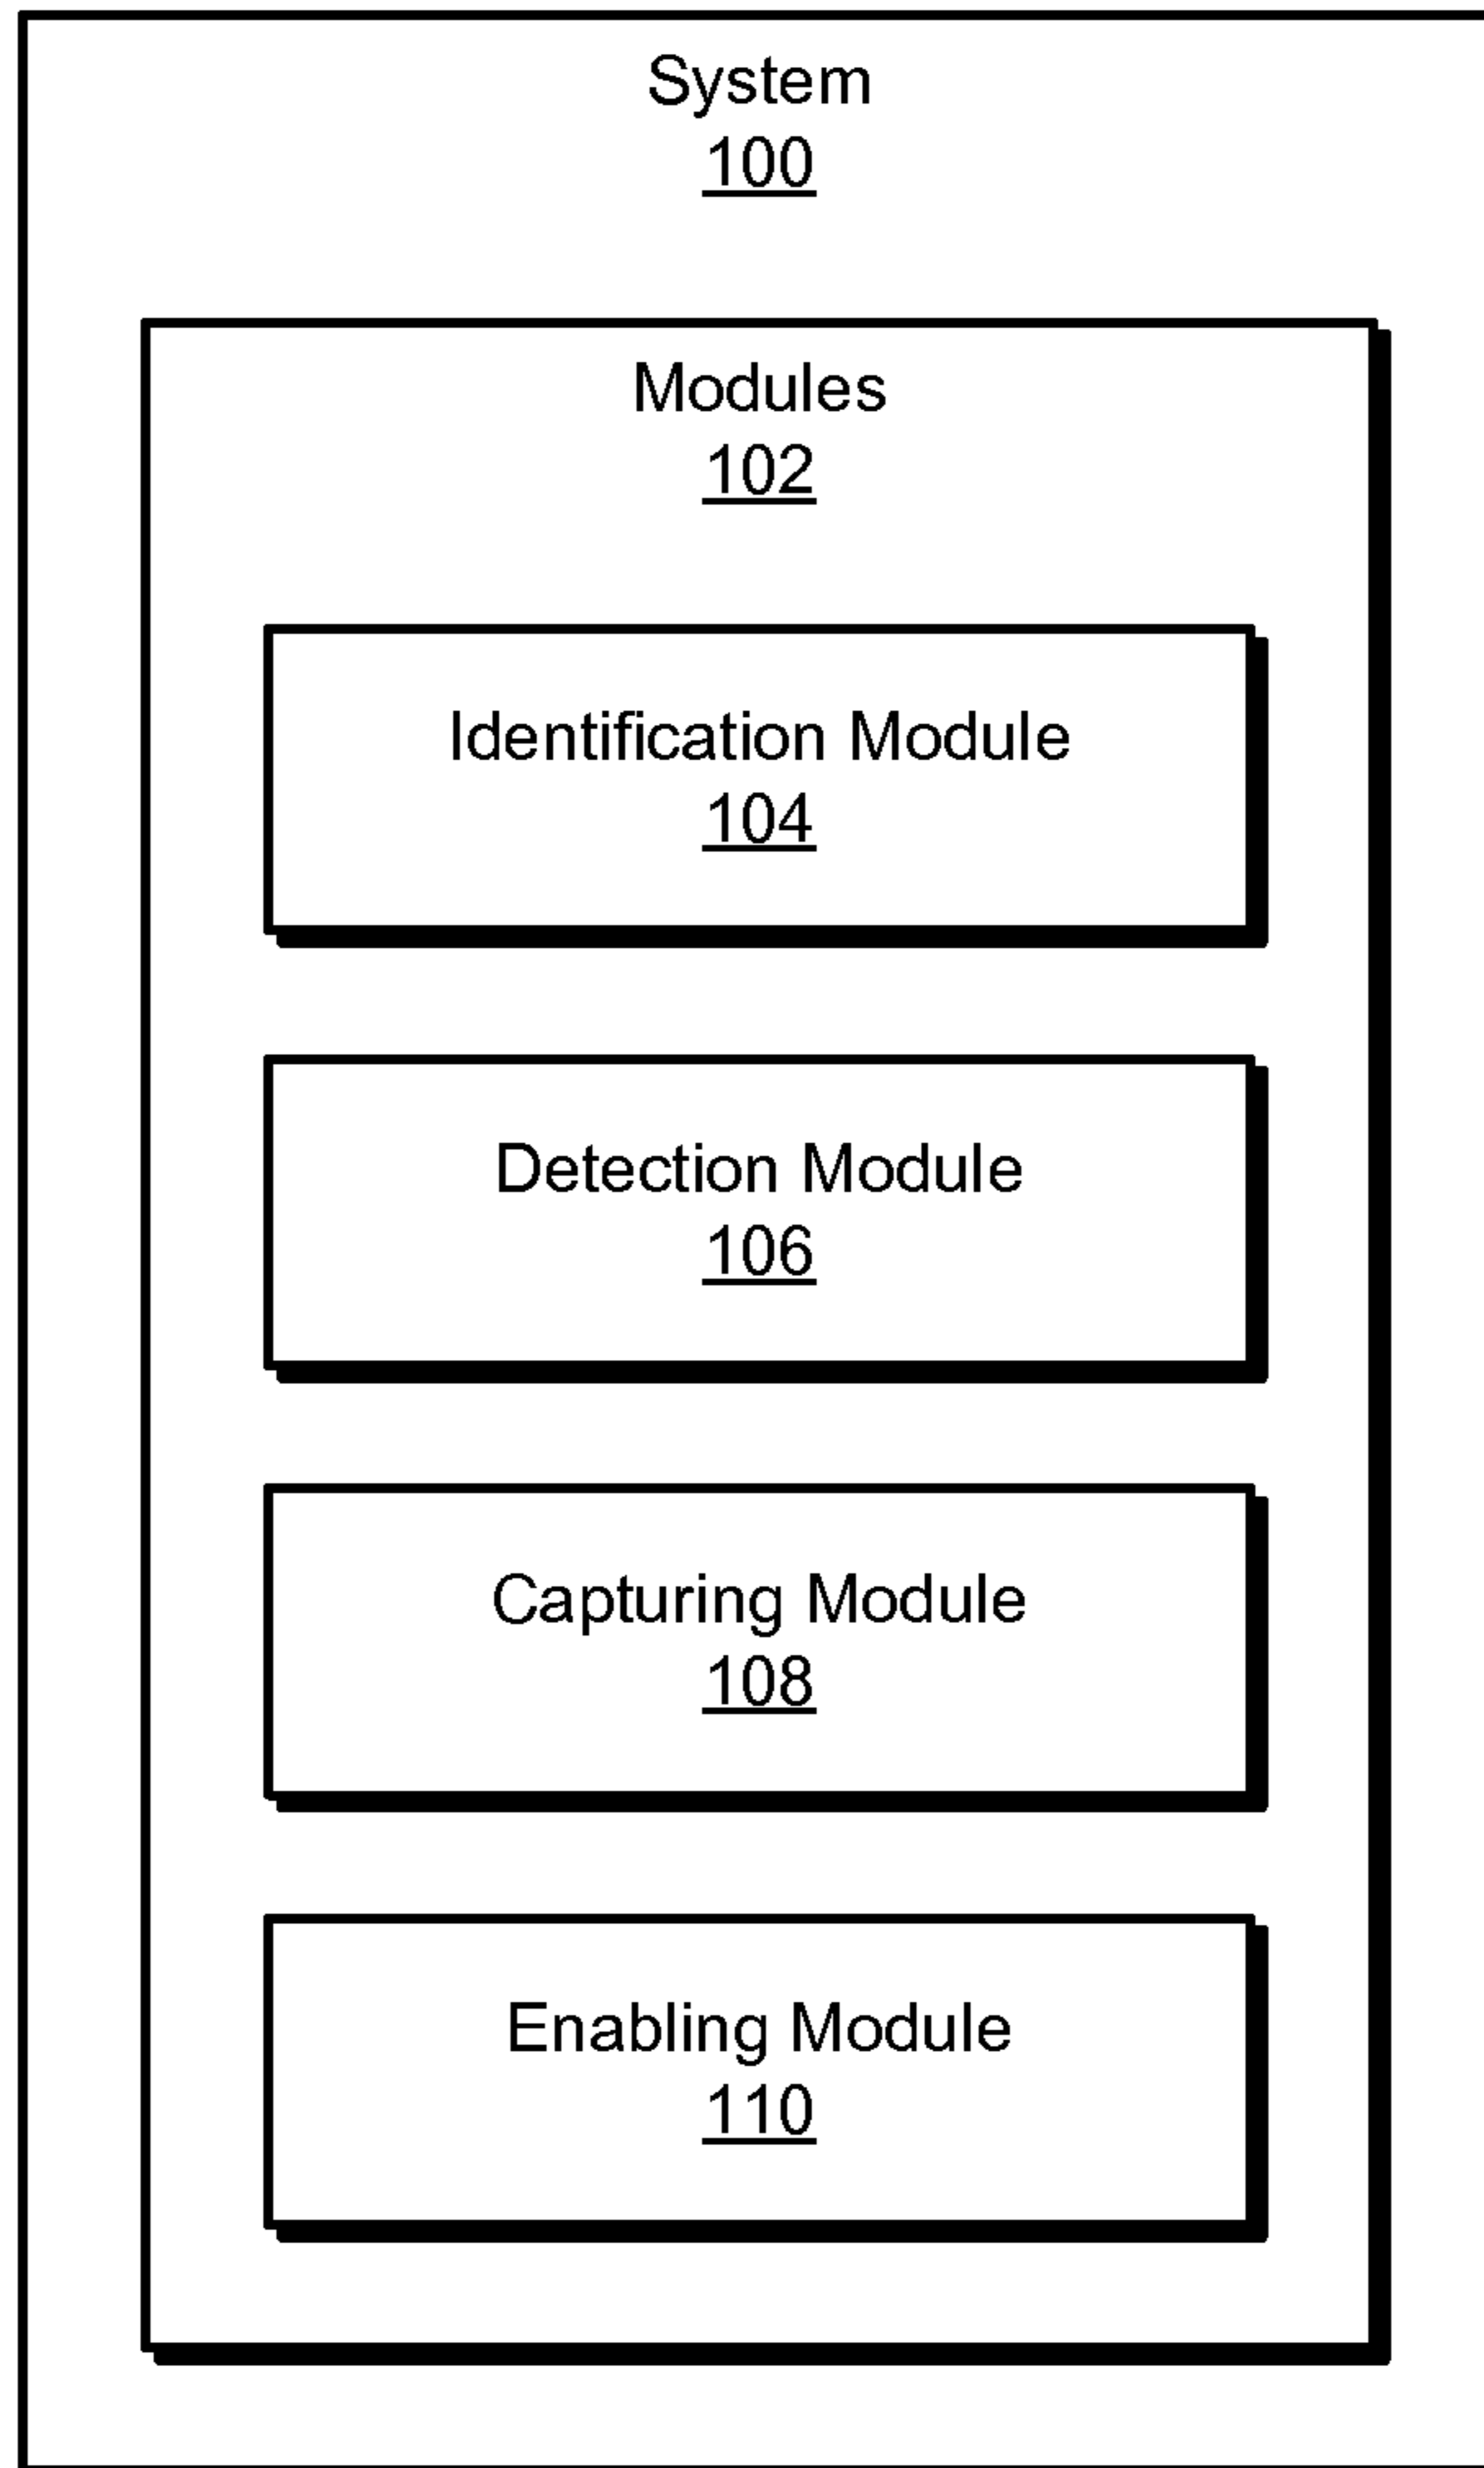 System
100
Modules
102
Identification Module
104
Detection Module
106
Capturing Module
108
Enabling Module
110